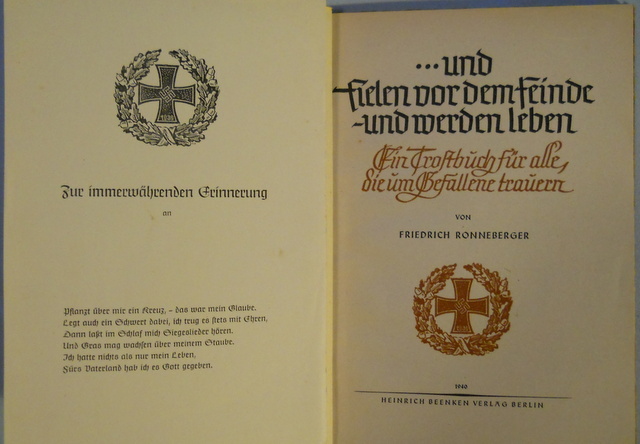 Zur immerwährenden Erinnerung
an
Pflanzt über mir ein Kreuz, – das war mein Glaube.
Legt auch ein Schwert dabei, ich trug es stets mit Ehren,
Dann laßt im Schlaf mich Siegeslieder hören.
Und Gras mag wachsen über meinem Staube.
Ich hatte nichts als nur mein Leben,
Fürs Vaterland hab ich es Gott gegeben.
...und
fielen vor dem Feinde
-und werden leben
Ein Trostbuch für alle,
die um Gefallene trauern
VON
FRIEDRICH RONNEBERGER
1940
HEINRICH BEENKEN VERLAG BERLIN